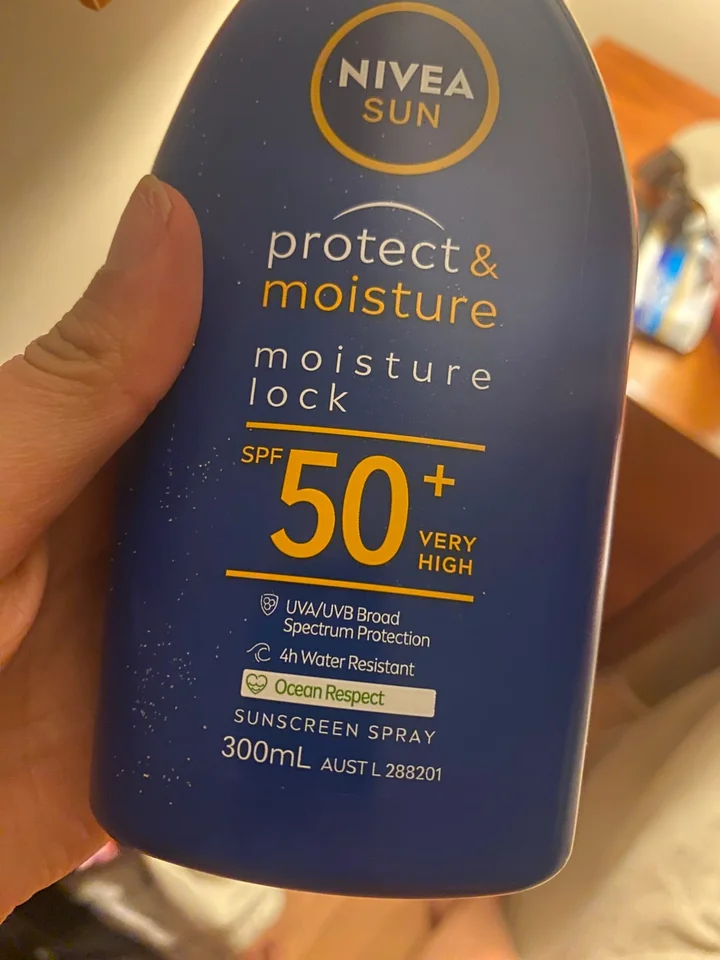 NIVEA
SUN
protect &
moisture
moisture
lock
SPF 50+
VERY
HIGH
UVA/UVB Broad
Spectrum Protection
4h Water Resistant
Ocean Respect
SUNSCREEN SPRAY
300mL AUST L 288201